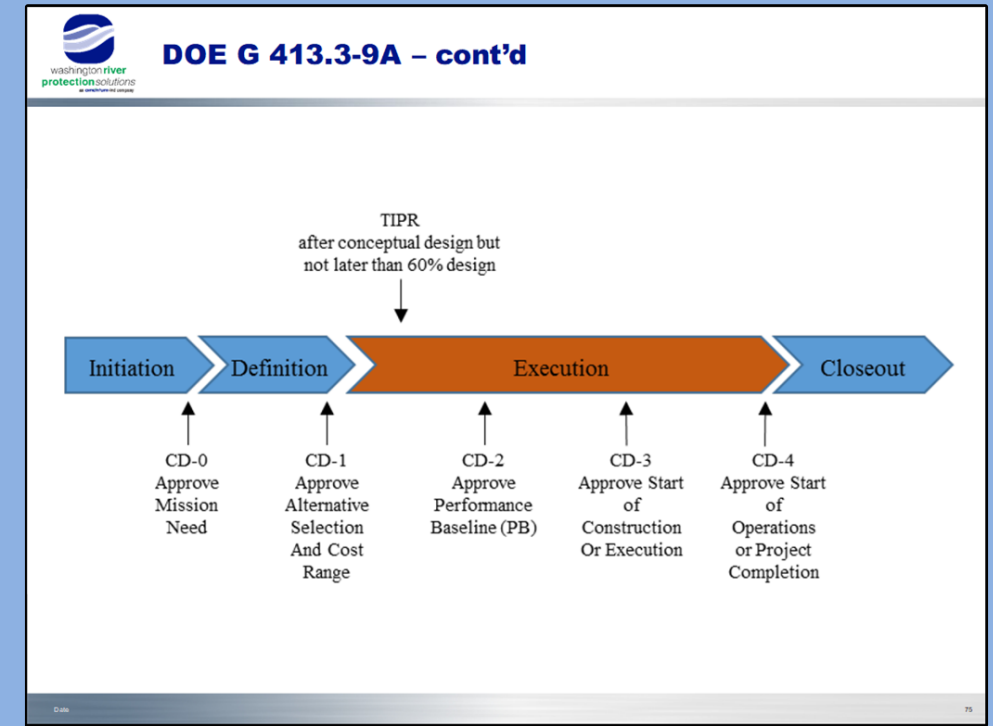 washington river
protection solutions
DOE G 413.3-9A – cont’d
TIPR
after conceptual design but
not later than 60% design
Initiation
Definition
Execution
Closeout
CD-0
Approve
Mission
Need
CD-1
Approve
Alternative
Selection
And Cost
Range
CD-2
Approve
Performance
Baseline (PB)
CD-3
Approve Start
of
Construction
Or Execution
CD-4
Approve Start
of
Operations
or Project
Completion
Date
75